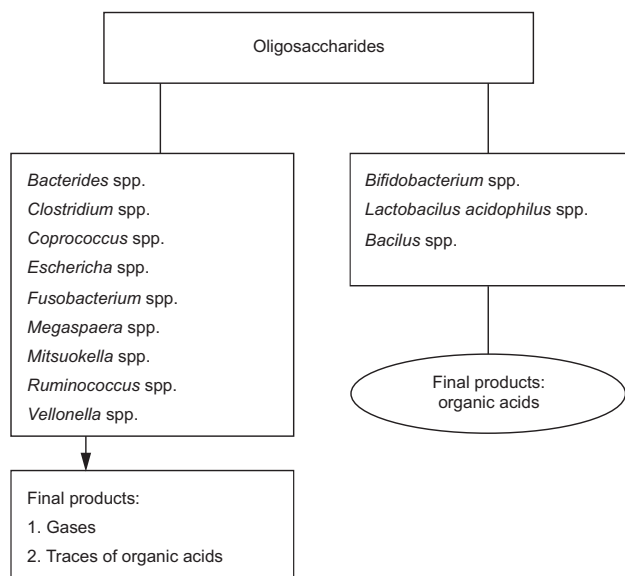 Oligosaccharides
Bacterides spp.
Clostridium spp.
Coprococcus spp.
Eschericha spp.
Fusobacterium spp.
Megaspaera spp.
Mitsuokella spp.
Ruminococcus spp.
Vellonella spp.
Final products:
1. Gases
2. Traces of organic acids
Bifidobacterium spp.
Lactobacilus acidophilus spp.
Bacilus spp.
Final products:
organic acids